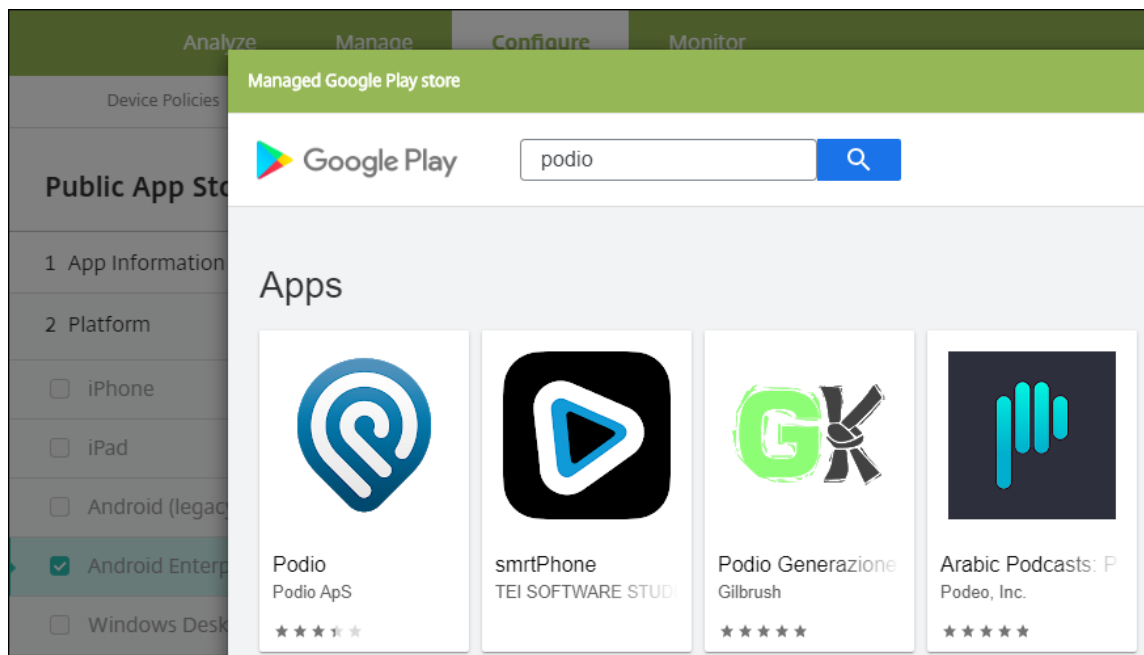 Analyze Manage Configure Monitor
Device Policies
Managed Google Play store
Google Play
podio
Public App Sto
1 App Information
2 Platform
iPhone
iPad
Android (legacy
Android Enterp
Windows Desk
Apps
GK
Podio
Podio ApS
smrtPhone
TEI SOFTWARE STUD
Podio Generazione
Gilbrush
Arabic Podcasts: P
Podeo, Inc.